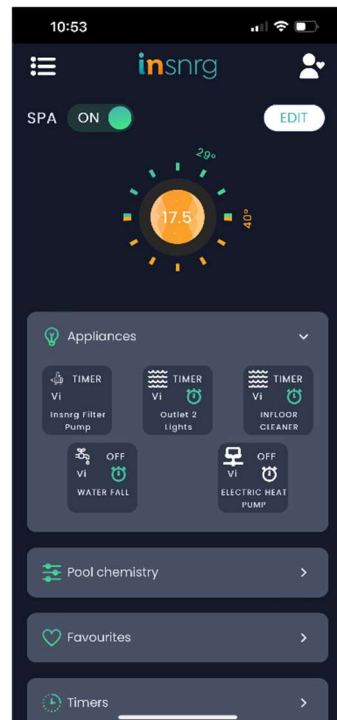 10:53
insnrg
SPA ON EDIT
29°
17.5
40°
Appliances
TIMER
Vi
Insnrg Filter
Pump
TIMER
Vi
Outlet 2
Lights
TIMER
Vi
INFLOOR
CLEANER
OFF
Vi
WATER FALL
OFF
Vi
ELECTRIC HEAT
PUMP
Pool chemistry
Favourites
Timers